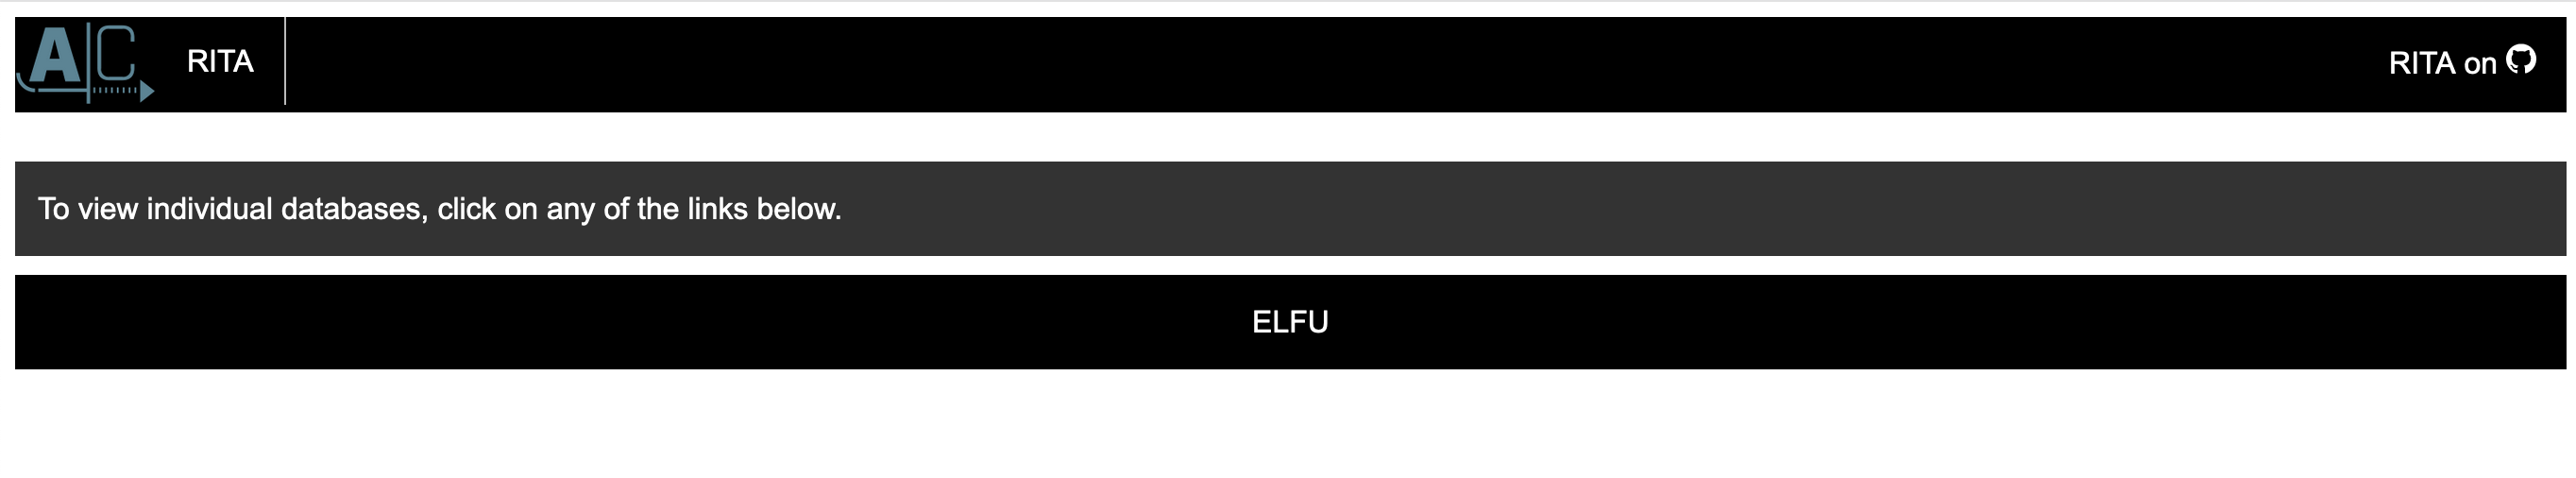 A|C RITA
RITA on
To view individual databases, click on any of the links below.
ELFU